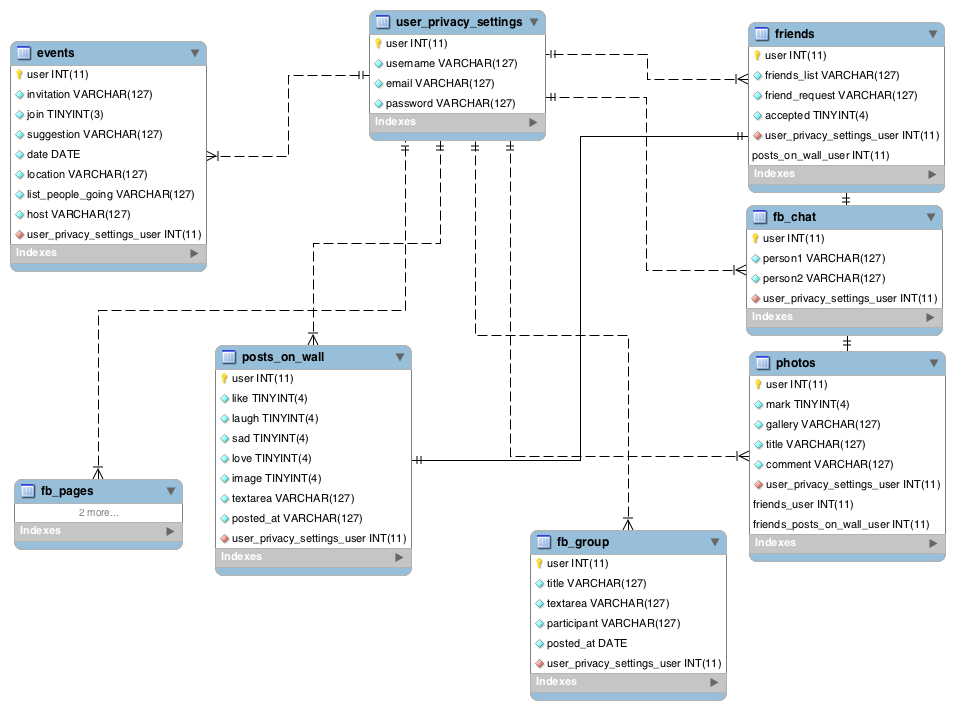 user_privacy_settings
user INT(11)
username VARCHAR(127)
email VARCHAR(127)
password VARCHAR(127)
Indexes
events
user INT(11)
invitation VARCHAR(127)
join TINYINT(3)
suggestion VARCHAR(127)
date DATE
location VARCHAR(127)
list_people_going VARCHAR(127)
host VARCHAR(127)
user_privacy_settings_user INT(11)
Indexes
friends
user INT(11)
friends_list VARCHAR(127)
friend_request VARCHAR(127)
accepted TINYINT(4)
user_privacy_settings_user INT(11)
posts_on_wall_user INT(11)
Indexes
fb_chat
user INT(11)
person1 VARCHAR(127)
person2 VARCHAR(127)
user_privacy_settings_user INT(11)
Indexes
posts_on_wall
user INT(11)
like TINYINT(4)
laugh TINYINT(4)
sad TINYINT(4)
love TINYINT(4)
image TINYINT(4)
textarea VARCHAR(127)
posted_at VARCHAR(127)
user_privacy_settings_user INT(11)
Indexes
photos
user INT(11)
mark TINYINT(4)
gallery VARCHAR(127)
title VARCHAR(127)
comment VARCHAR(127)
user_privacy_settings_user INT(11)
friends_user INT(11)
friends_posts_on_wall_user INT(11)
Indexes
fb_pages
2 more...
Indexes
fb_group
user INT(11)
title VARCHAR(127)
textarea VARCHAR(127)
participant VARCHAR(127)
posted_at DATE
user_privacy_settings_user INT(11)
Indexes